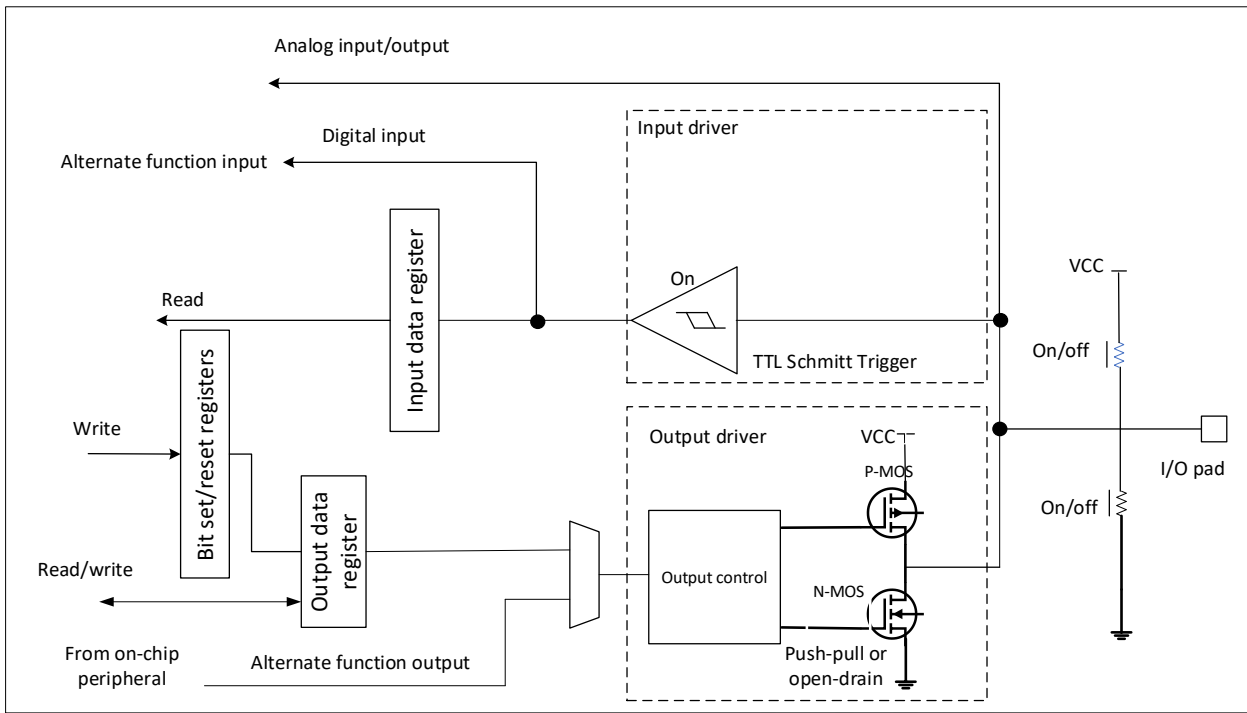 Analog input/output
Input driver
Digital input
Alternate function input
Input data register
On
VCC
Read
On/off
TTL Schmitt Trigger
Bit set/reset registers
Write
Output driver
VCC
I/O pad
P-MOS
On/off
Output data
register
Read/write
Output control
N-MOS
From on-chip
peripheral
Alternate function output
Push-pull or
open-drain